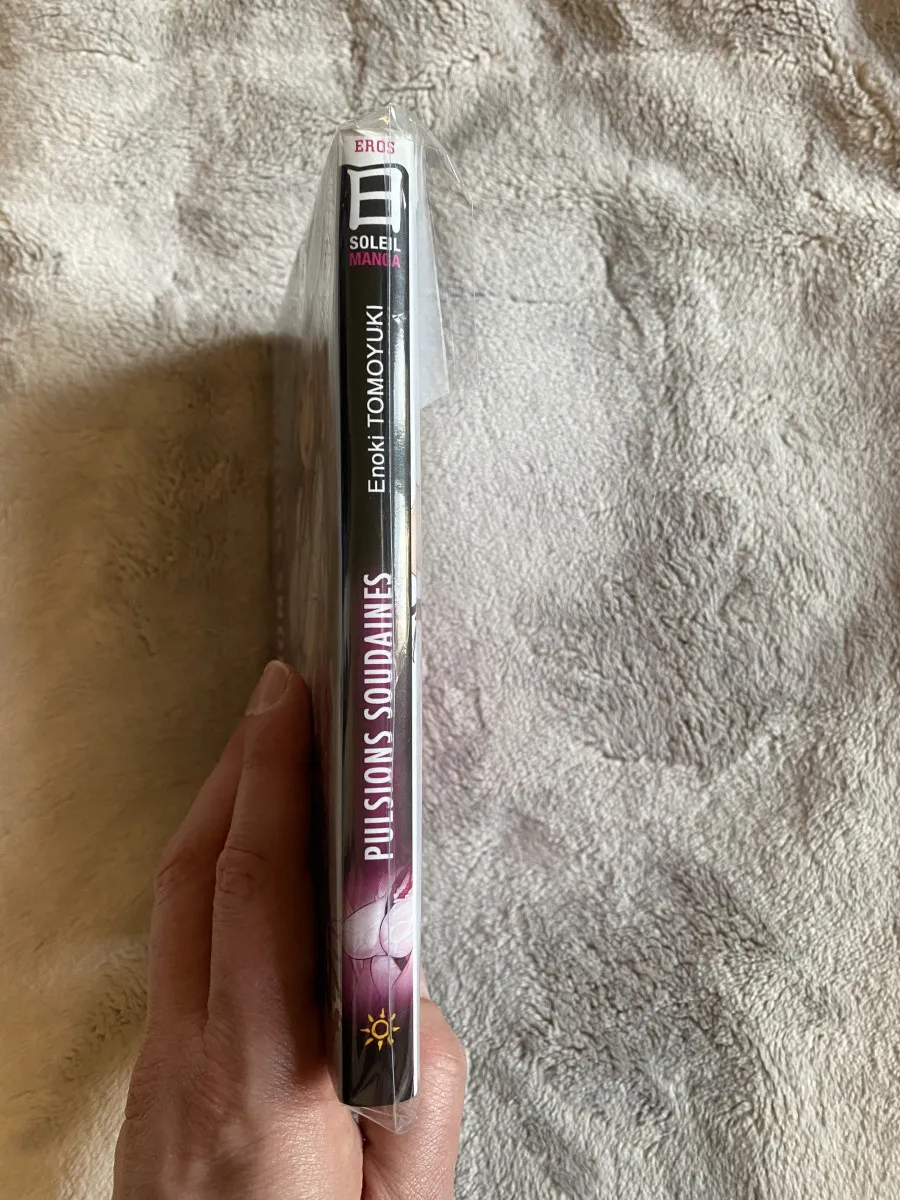 EROS
日
SOLEIL
MANGA
Enoki TOMOYUKI
PULSIONS SOUDAINES